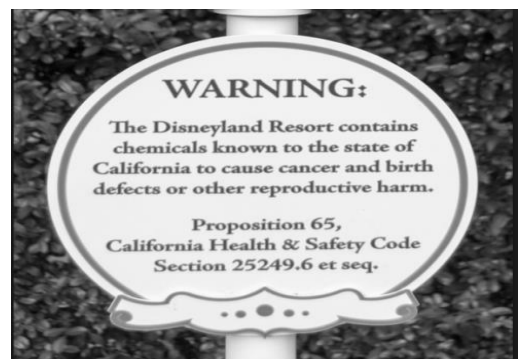 WARNING:
The Disneyland Resort contains
chemicals known to the state of
California to cause cancer and birth
defects or other reproductive harm.
Proposition 65,
California Health & Safety Code
Section 25249.6 et seq.